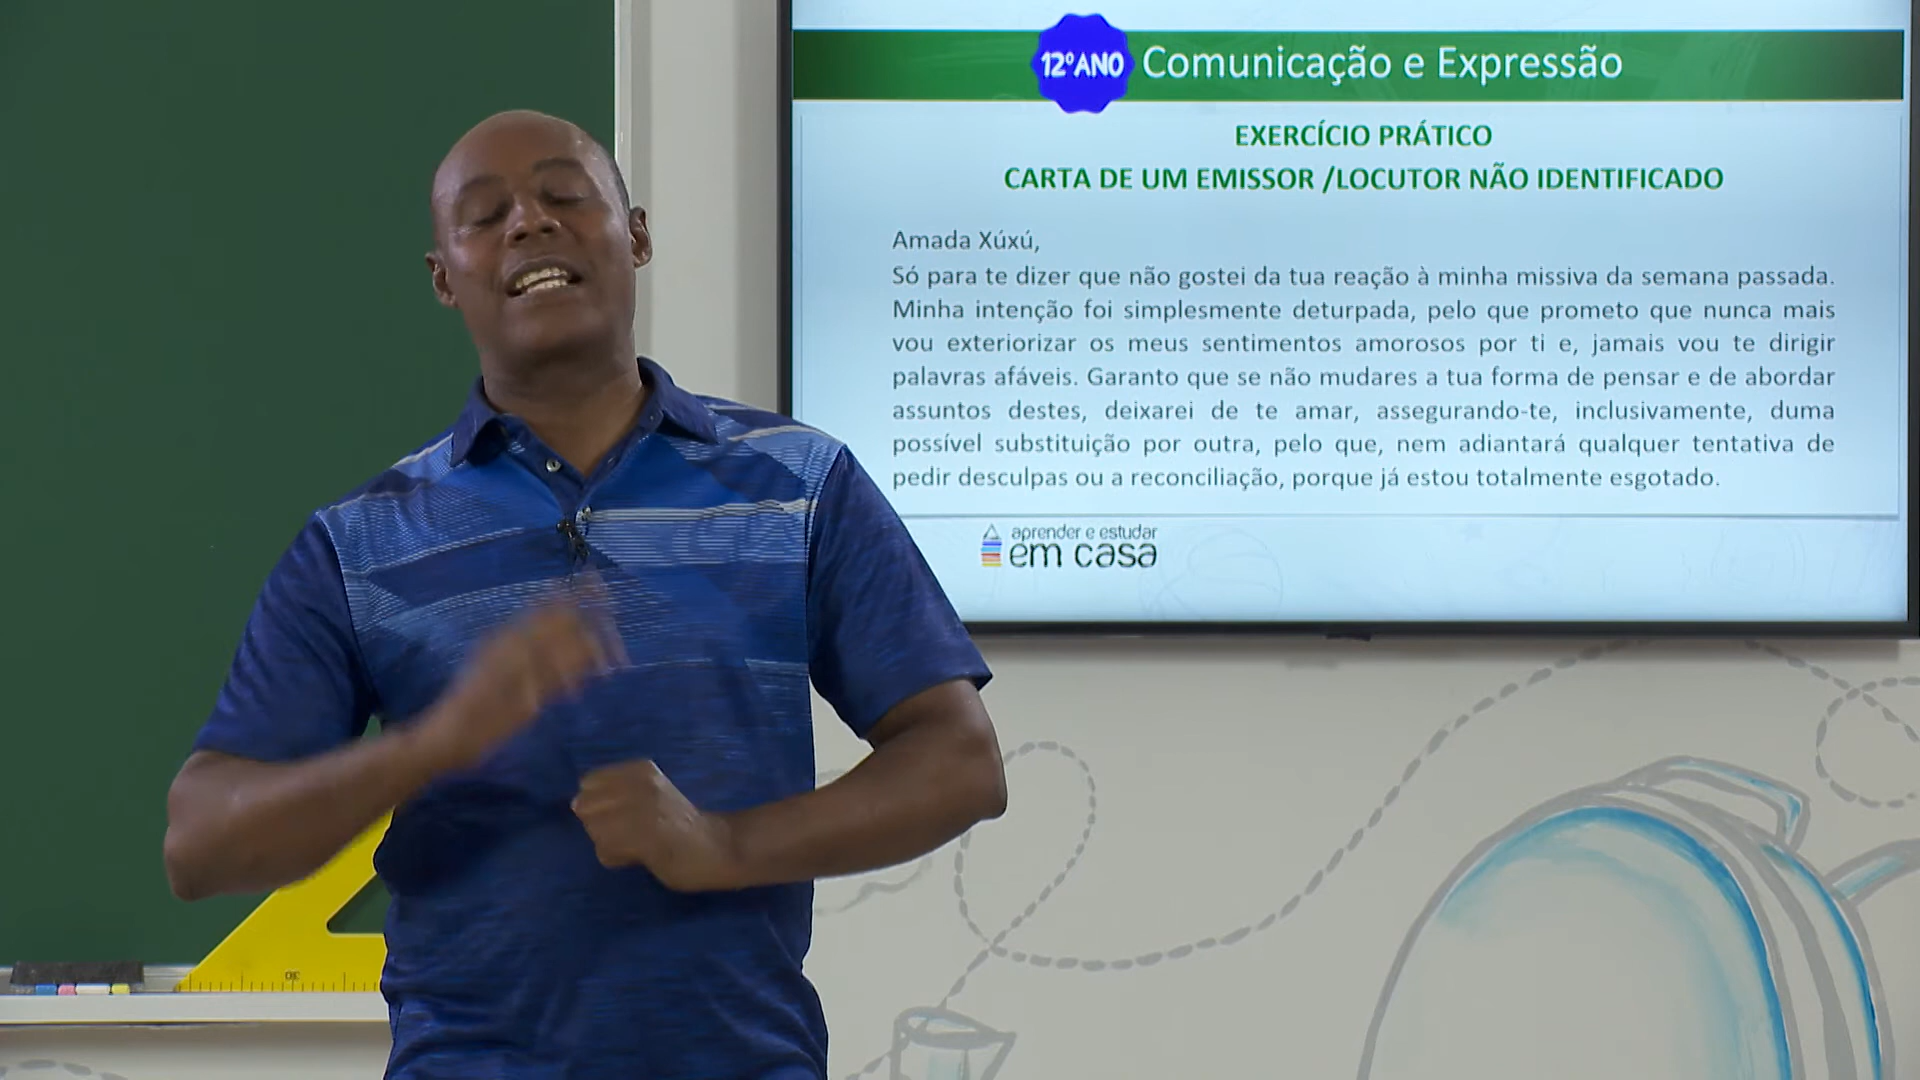 12ºANO Comunicação e Expressão
EXERCÍCIO PRÁTICO
CARTA DE UM EMISSOR /LOCUTOR NÃO IDENTIFICADO
Amada Xúxú,
Só para te dizer que não gostei da tua reação à minha missiva da semana passada.
Minha intenção foi simplesmente deturpada, pelo que prometo que nunca mais
vou exteriorizar os meus sentimentos amorosos por ti e, jamais vou te dirigir
palavras afáveis. Garanto que se não mudares a tua forma de pensar e de abordar
assuntos destes, deixarei de te amar, assegurando-te, inclusivamente, duma
possível substituição por outra, pelo que, nem adiantará qualquer tentativa de
pedir desculpas ou a reconciliação, porque já estou totalmente esgotado.
aprender e estudar
em casa
30